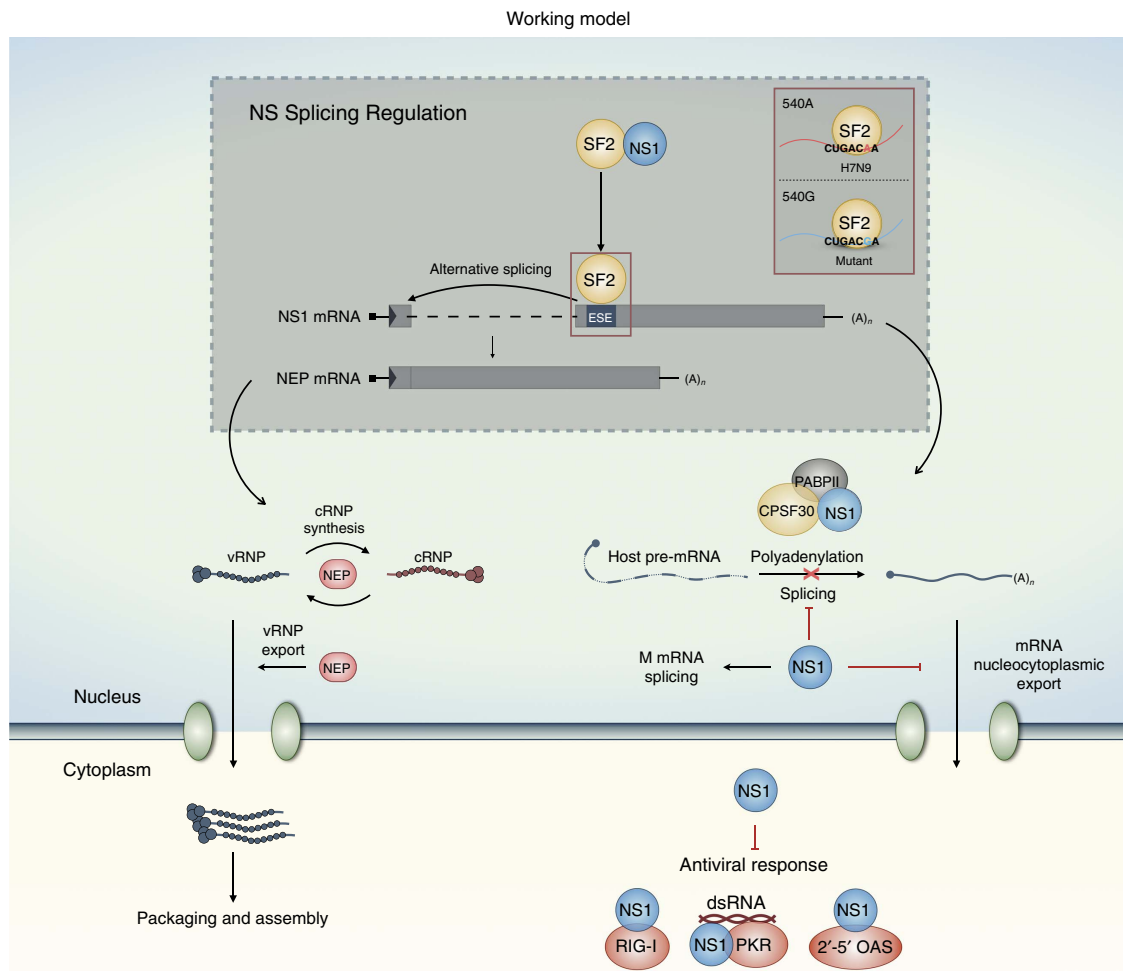 Working model
NS Splicing Regulation
SF2
NS1
540A
SF2
CUGACAA
H7N9
540G
SF2
CUGACGA
Mutant
Alternative splicing
SF2
NS1 mRNA
ESE
(A)n
NEP mRNA
(A)n
PABPII
CPSF30
NS1
cRNP
synthesis
vRNP
NEP
cRNP
Host pre-mRNA
Polyadenylation
Splicing
(A)n
vRNP
export
NEP
M mRNA
splicing
NS1
mRNA
nucleocytoplasmic
export
Nucleus
Cytoplasm
NS1
Antiviral response
Packaging and assembly
NS1
RIG-I
dsRNA
NS1
PKR
NS1
2′-5′ OAS